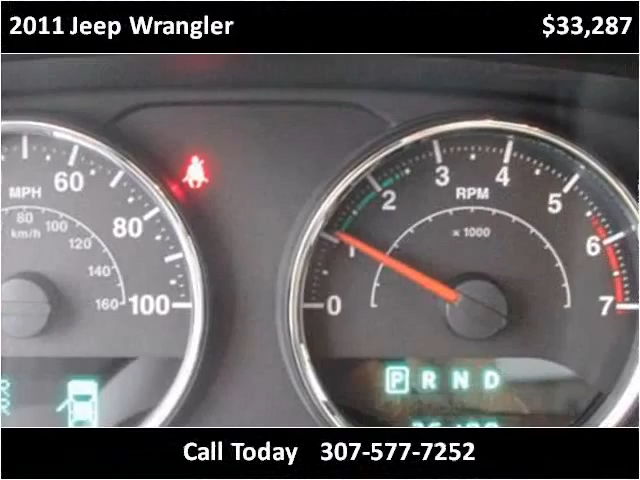 2011 Jeep Wrangler $33,287
MPH 60 80 100
80 100 120 140 160
km/h
0 1 2 3 4 5 6 7
RPM
x 1000
P R N D
Call Today 307-577-7252